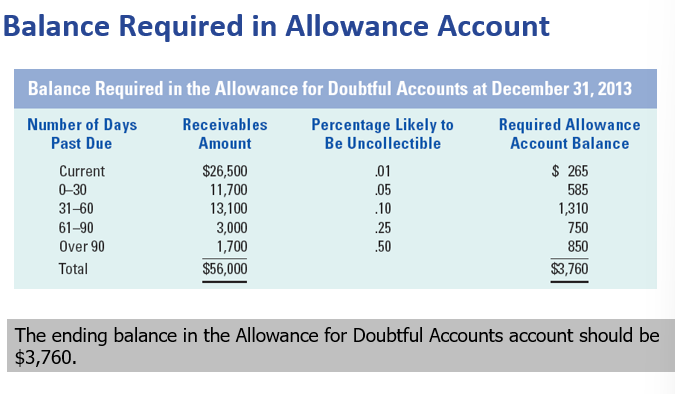 Balance Required in Allowance Account
Balance Required in the Allowance for Doubtful Accounts at December 31, 2013
Number of Days Receivables Percentage Likely to Required Allowance
Past Due Amount Be Uncollectible Account Balance
Current $26,500 .01 $ 265
0–30 11,700 .05 585
31–60 13,100 .10 1,310
61–90 3,000 .25 750
Over 90 1,700 .50 850
Total $56,000 $3,760
The ending balance in the Allowance for Doubtful Accounts account should be
$3,760.